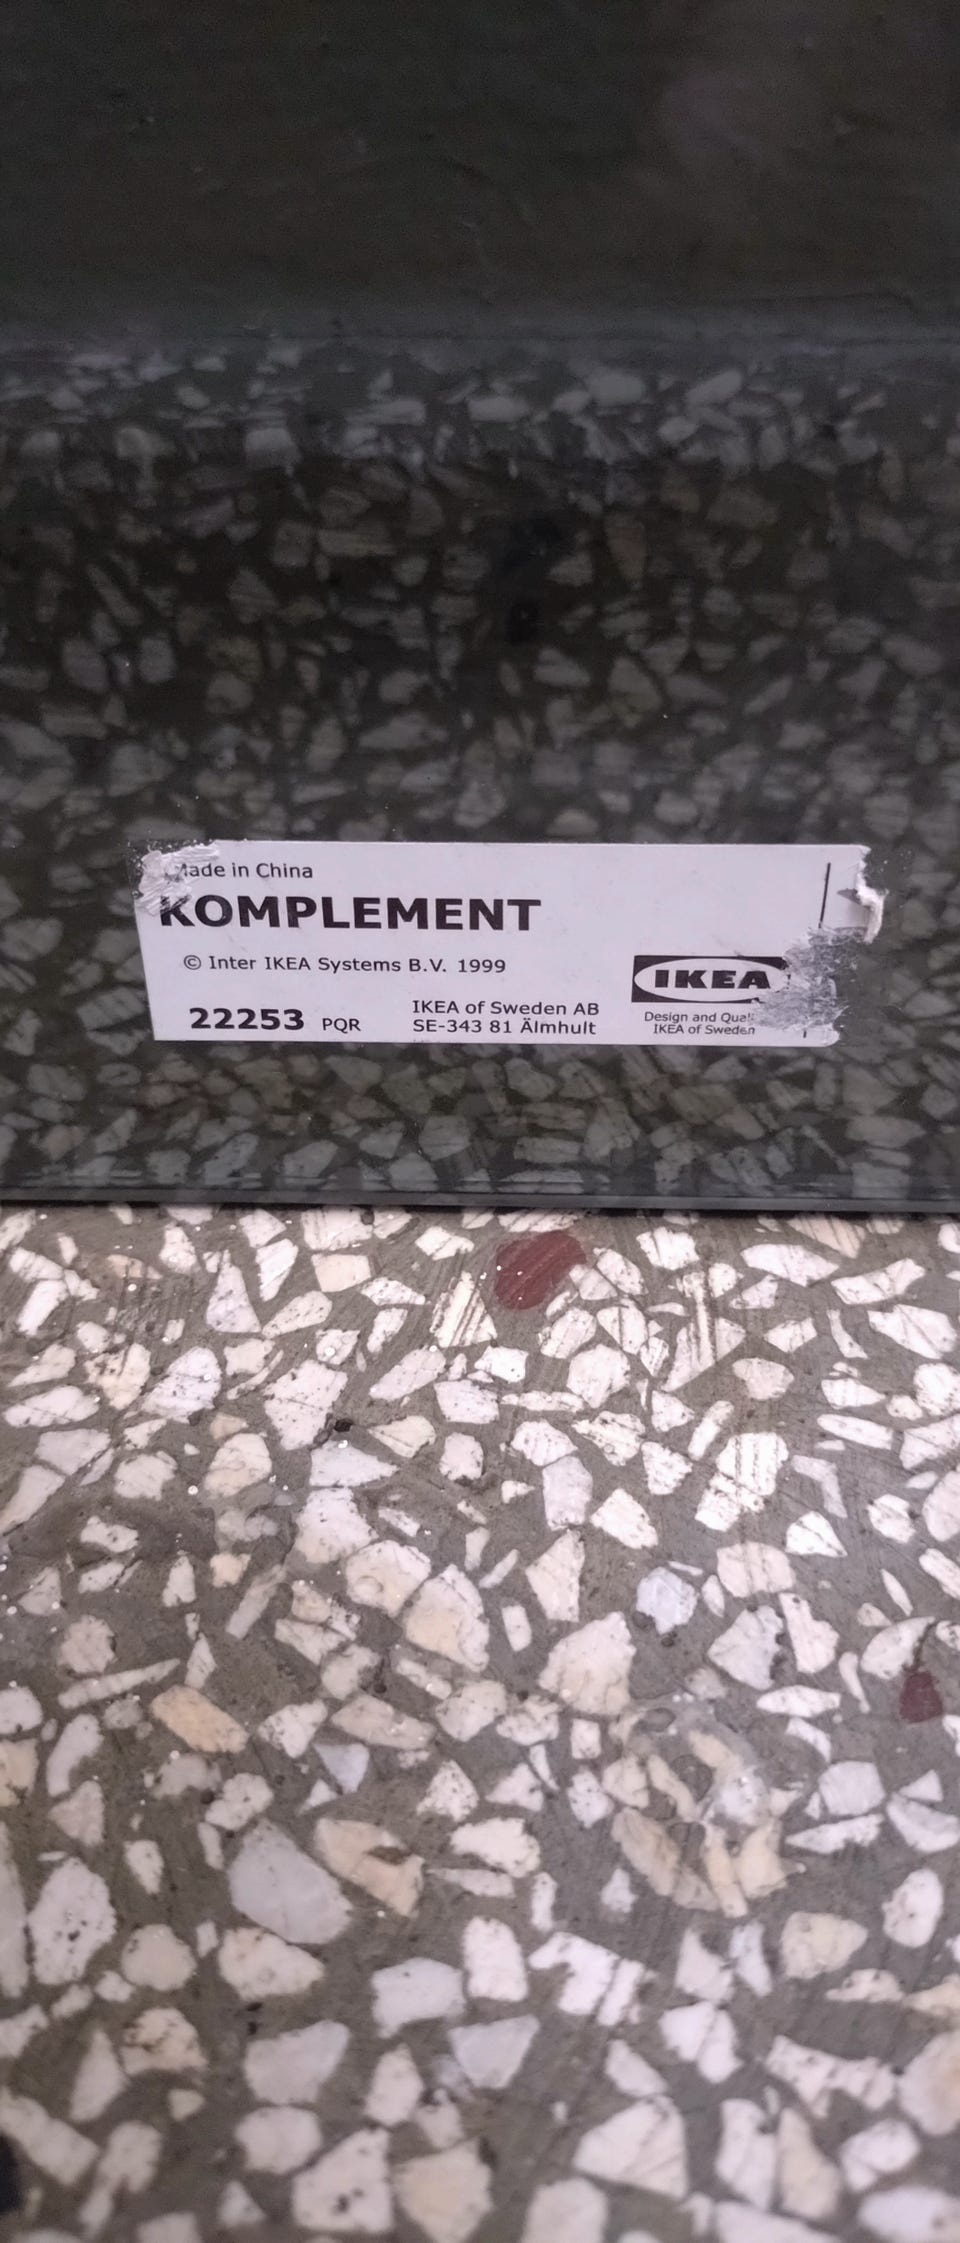 Made in China
KOMPLEMENT
© Inter IKEA Systems B.V. 1999
22253 PQR
IKEA of Sweden AB
SE-343 81 Älmhult
IKEA
Design and
IKEA of Sweden